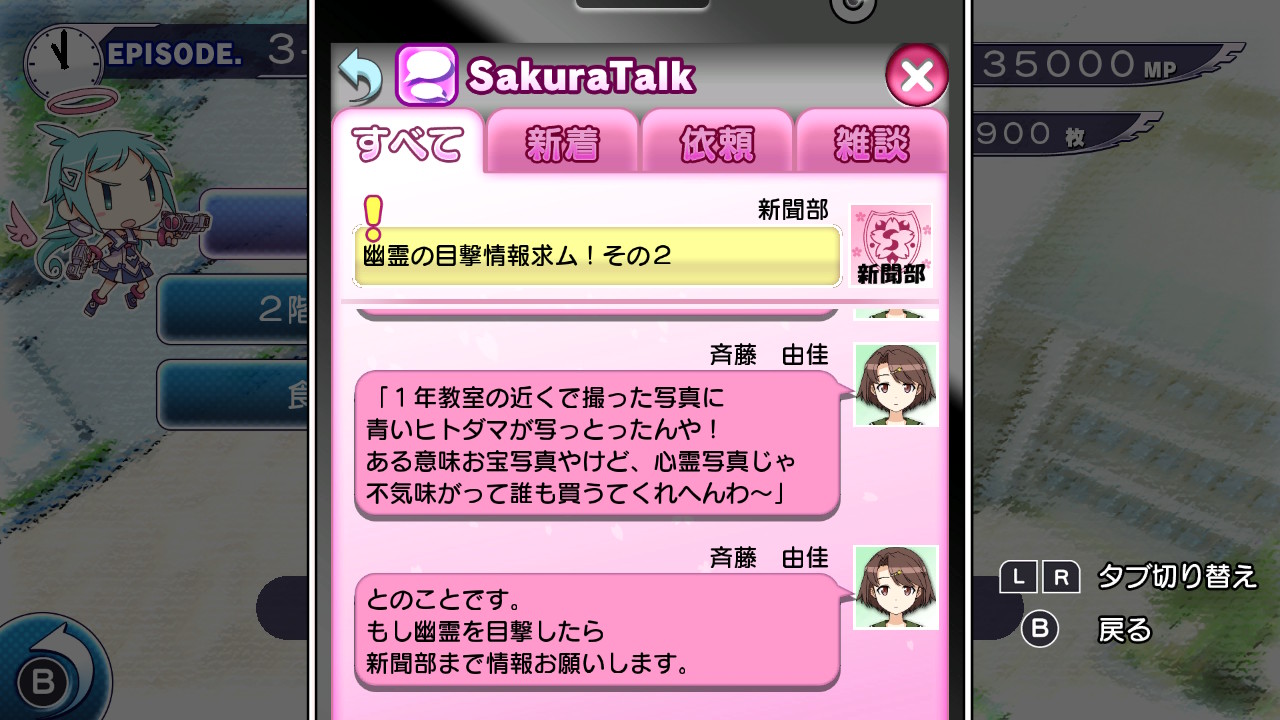 EPISODE. 3-
SakuraTalk
35000 MP
900 枚
すべて
新着
依頼
雑談
新聞部
幽霊の目撃情報求ム！その２
新聞部
斉藤　由佳
「１年教室の近くで撮った写真に
青いヒトダマが写っとったんや！
ある意味お宝写真やけど、心霊写真じゃ
不気味がって誰も買うてくれへんわ～」
斉藤　由佳
とのことです。
もし幽霊を目撃したら
新聞部まで情報お願いします。
２階
食
L R タブ切り替え
B 戻る
B